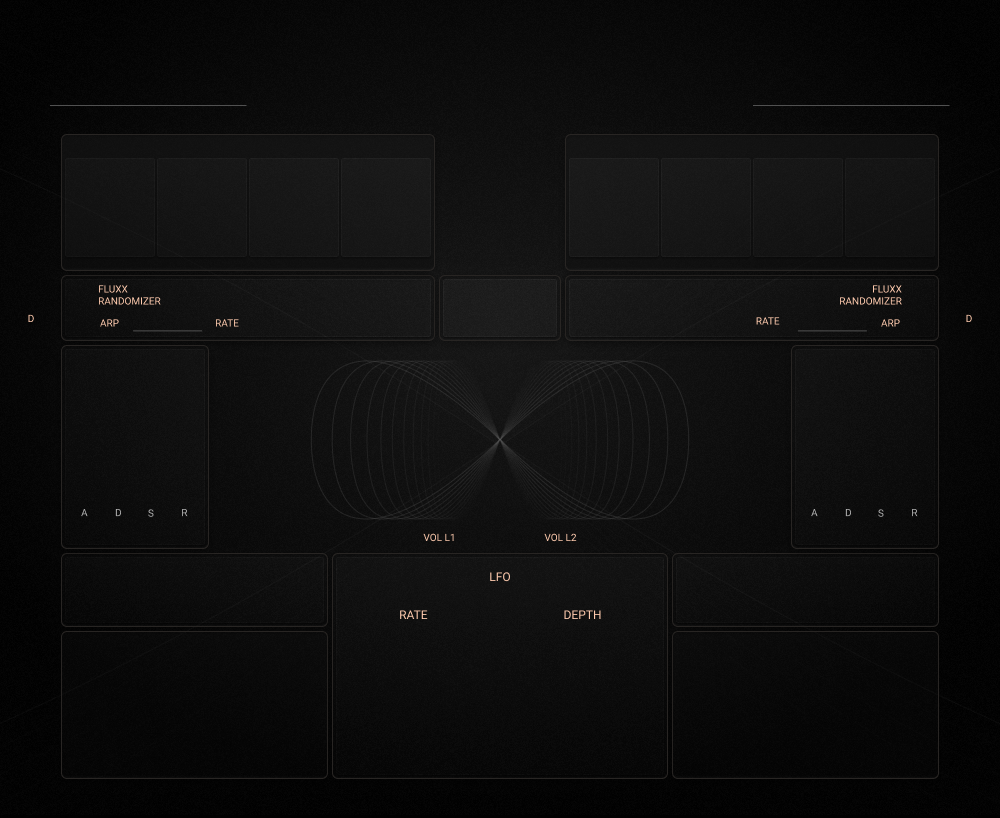 FLUXX
RANDOMIZER
ARP RATE
D
FLUXX
RANDOMIZER
RATE ARP
D
A D S R
A D S R
VOL L1 VOL L2
LFO
RATE DEPTH